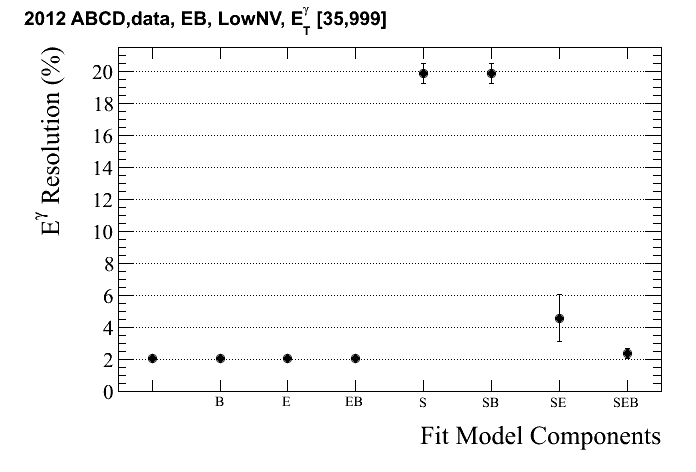 2012 ABCD,data, EB, LowNV, E_T^γ [35,999]
E^γ Resolution (%)
20
18
16
14
12
10
8
6
4
2
0
B E EB S SB SE SEB
Fit Model Components